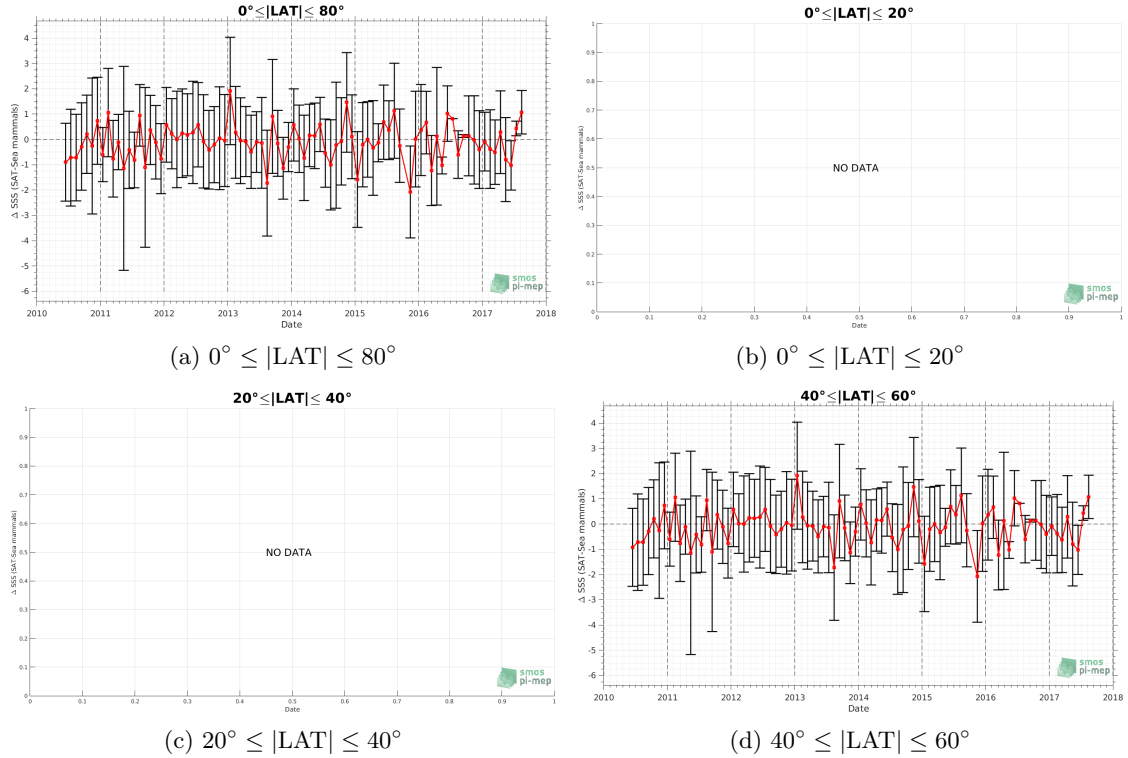 0°≤|LAT|≤ 80°
Δ SSS (SAT-Sea mammals)
4
3
2
1
0
-1
-2
-3
-4
-5
-6
2010 2011 2012 2013 2014 2015 2016 2017 2018
Date
smos
pi-mep
(a) 0° ≤ |LAT| ≤ 80°
0°≤|LAT|≤ 20°
Δ SSS (SAT-Sea mammals)
1
0.9
0.8
0.7
0.6
0.5
0.4
0.3
0.2
0.1
0
NO DATA
0 0.1 0.2 0.3 0.4 0.5 0.6 0.7 0.8 0.9 1
Date
smos
pi-mep
(b) 0° ≤ |LAT| ≤ 20°
20°≤|LAT|≤ 40°
Δ SSS (SAT-Sea mammals)
1
0.9
0.8
0.7
0.6
0.5
0.4
0.3
0.2
0.1
0
NO DATA
0 0.1 0.2 0.3 0.4 0.5 0.6 0.7 0.8 0.9 1
Date
smos
pi-mep
(c) 20° ≤ |LAT| ≤ 40°
40°≤|LAT|≤ 60°
Δ SSS (SAT-Sea mammals)
4
3
2
1
0
-1
-2
-3
-4
-5
-6
2010 2011 2012 2013 2014 2015 2016 2017 2018
Date
smos
pi-mep
(d) 40° ≤ |LAT| ≤ 60°